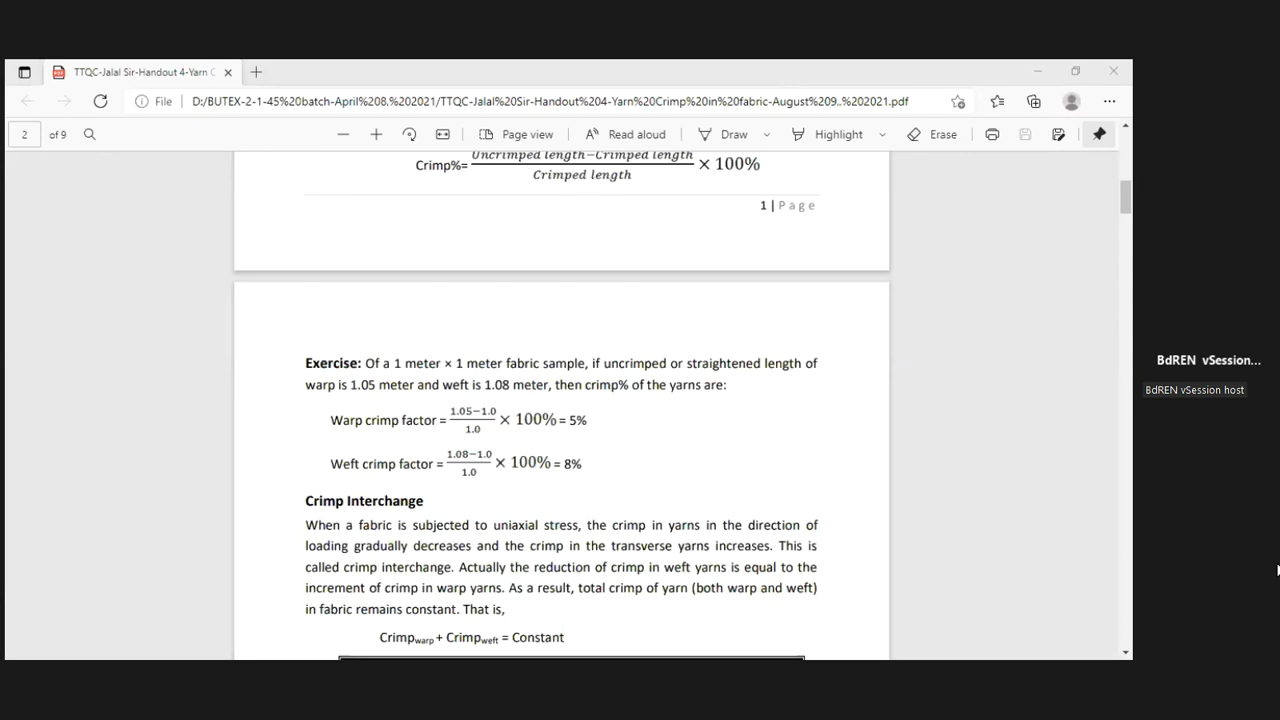 TTQC-Jalal Sir-Handout 4-Yarn C
File D:/BUTEX-2-1-45%20batch-April%208.%202021/TTQC-Jalal%20Sir-Handout%204-Yarn%20Crimp%20in%20fabric-August%209..%202021.pdf
2 of 9 Page view Read aloud Draw Highlight Erase
Crimp%= Uncrimped length−Crimped length / Crimped length × 100%
1 | Page
Exercise: Of a 1 meter × 1 meter fabric sample, if uncrimped or straightened length of
warp is 1.05 meter and weft is 1.08 meter, then crimp% of the yarns are:
Warp crimp factor = 1.05−1.0 / 1.0 × 100% = 5%
Weft crimp factor = 1.08−1.0 / 1.0 × 100% = 8%
Crimp Interchange
When a fabric is subjected to uniaxial stress, the crimp in yarns in the direction of
loading gradually decreases and the crimp in the transverse yarns increases. This is
called crimp interchange. Actually the reduction of crimp in weft yarns is equal to the
increment of crimp in warp yarns. As a result, total crimp of yarn (both warp and weft)
in fabric remains constant. That is,
Crimpwarp + Crimpweft = Constant
BdREN vSession...
BdREN vSession host